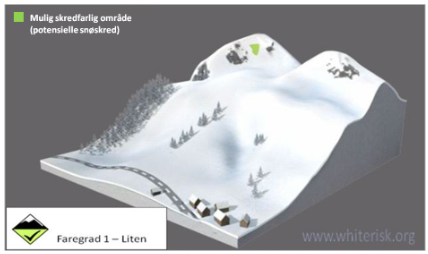 Mulig skredfarlig område
(potensielle snøskred)
Faregrad 1 – Liten
www.whiterisk.org